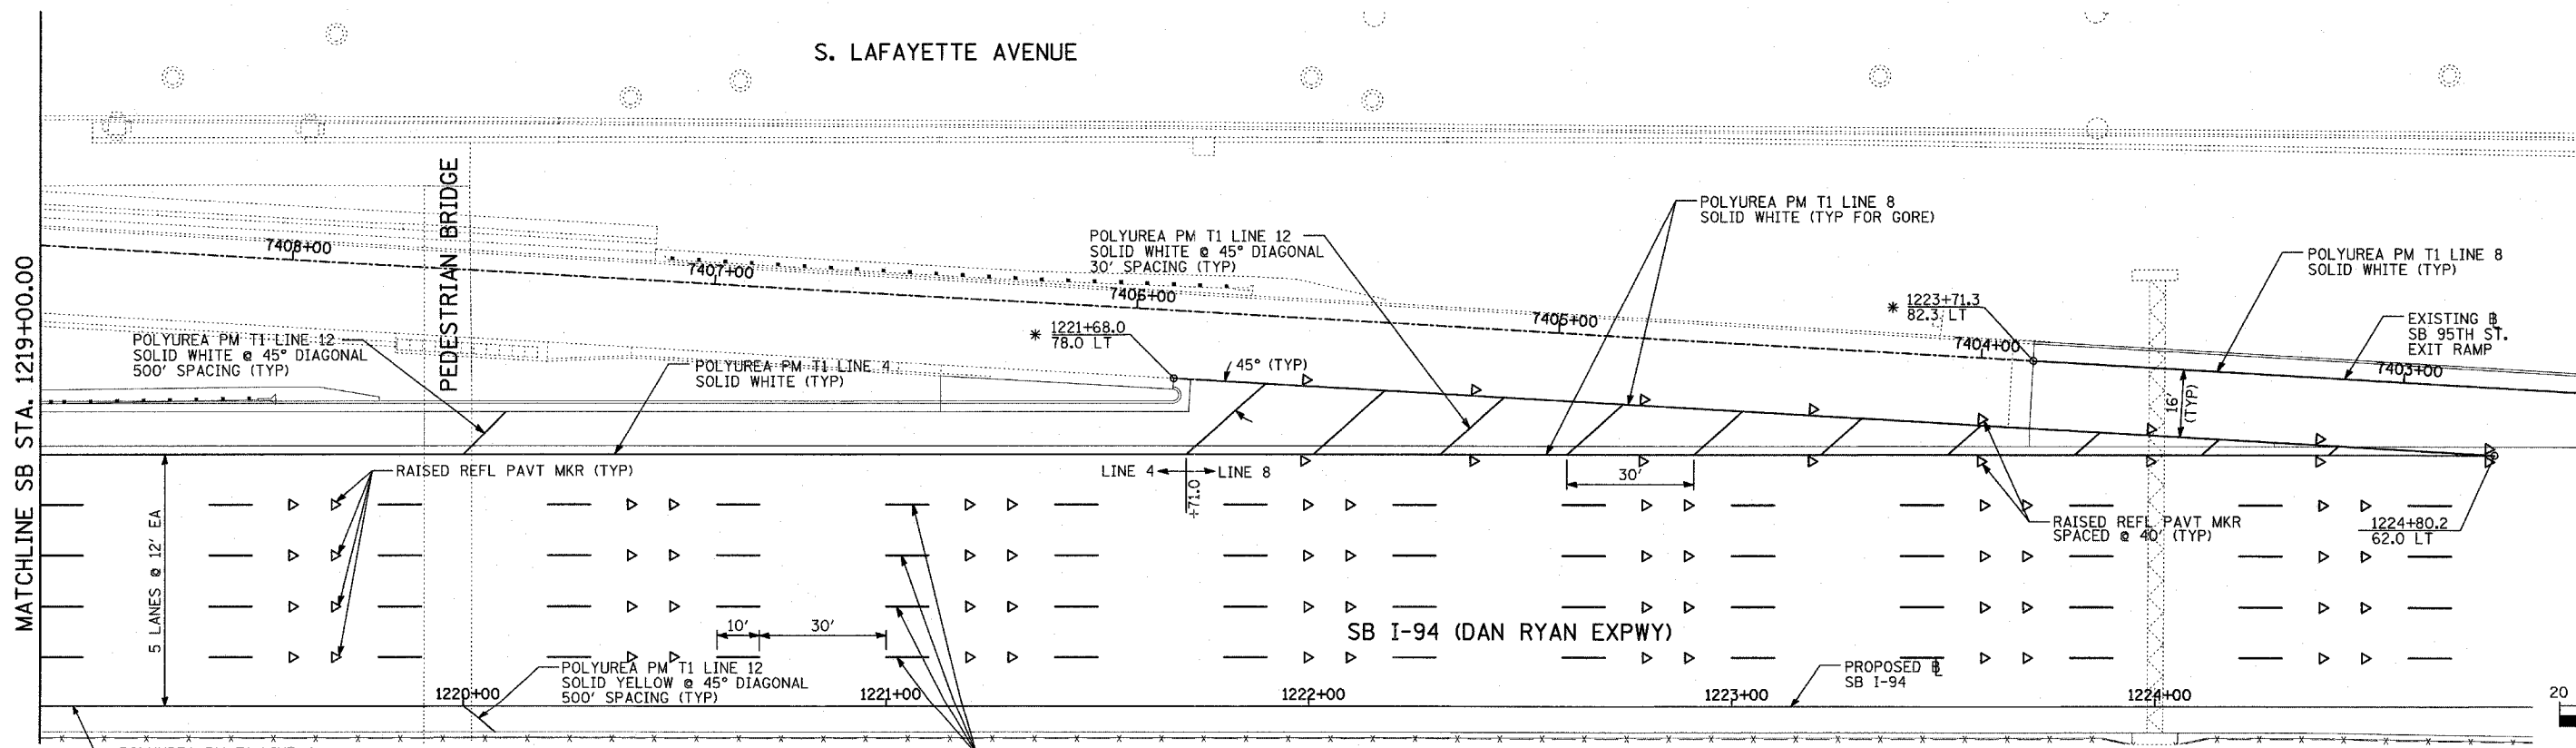 S. LAFAYETTE AVENUE
MATCHLINE SB STA. 1219+00.00
PEDESTRIAN BRIDGE
7408+00
7407+00
7406+00
7405+00
7404+00
7403+00
POLYUREA PM T1 LINE 12
SOLID WHITE @ 45° DIAGONAL
500' SPACING (TYP)
POLYUREA PM T1 LINE 4
SOLID WHITE (TYP)
* 1221+68.0
78.0 LT
45° (TYP)
POLYUREA PM T1 LINE 12
SOLID WHITE @ 45° DIAGONAL
30' SPACING (TYP)
POLYUREA PM T1 LINE 8
SOLID WHITE (TYP FOR GORE)
* 1223+71.3
82.3 LT
POLYUREA PM T1 LINE 8
SOLID WHITE (TYP)
EXISTING ℄
SB 95TH ST.
EXIT RAMP
16'
(TYP)
RAISED REFL PAVT MKR (TYP)
LINE 4
LINE 8
+71.0
30'
RAISED REFL PAVT MKR
SPACED @ 40' (TYP)
1224+80.2
62.0 LT
5 LANES @ 12' EA
10'
30'
SB I-94 (DAN RYAN EXPWY)
POLYUREA PM T1 LINE 12
SOLID YELLOW @ 45° DIAGONAL
500' SPACING (TYP)
PROPOSED ℄
SB I-94
1220+00
1221+00
1222+00
1223+00
1224+00
20